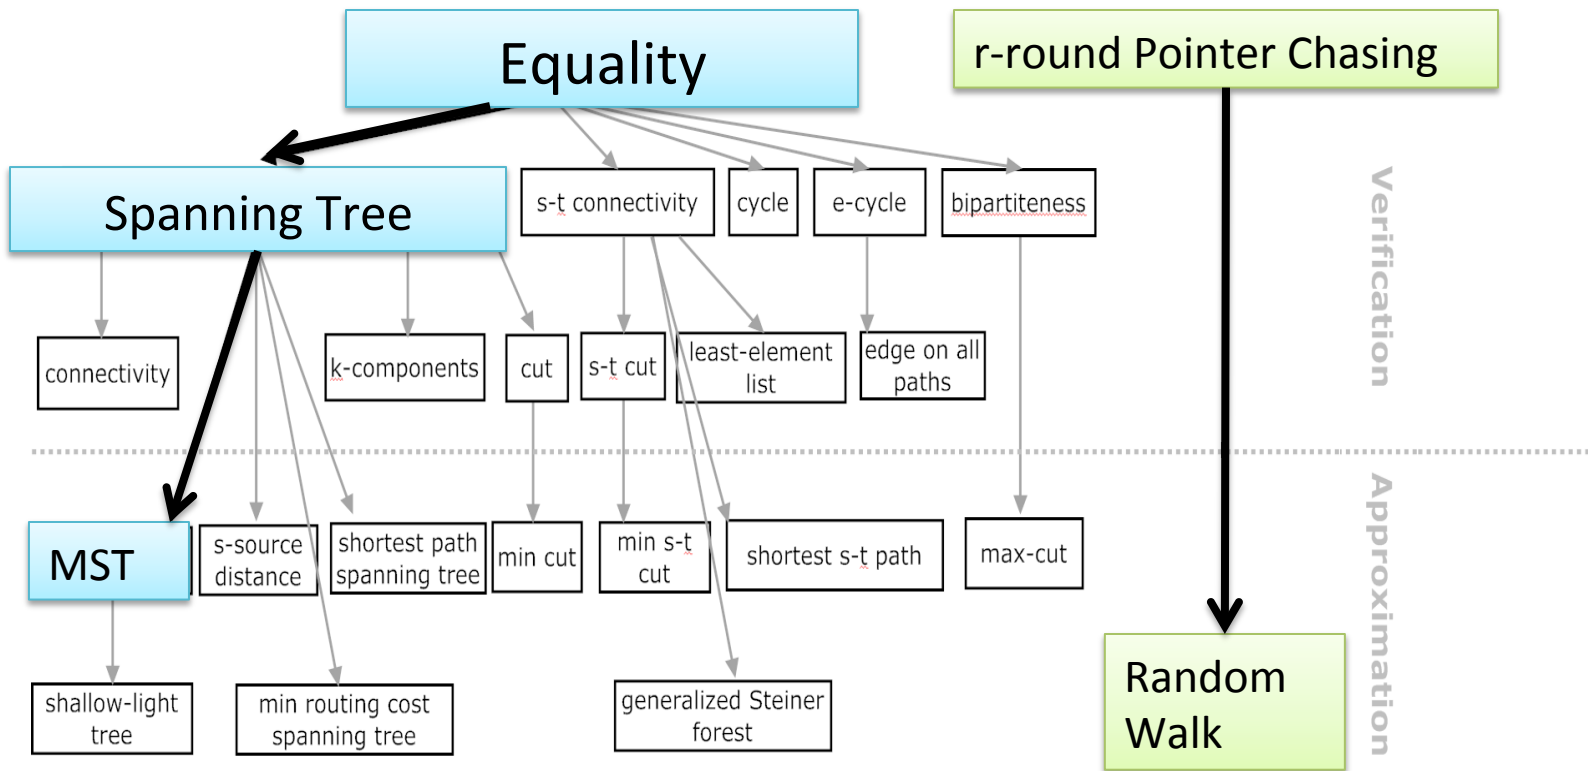 Equality
r-round Pointer Chasing
Spanning Tree
s-t connectivity
cycle
e-cycle
bipartiteness
Verification
connectivity
k-components
cut
s-t cut
least-element
list
edge on all
paths
Approximation
MST
s-source
distance
shortest path
spanning tree
min cut
min s-t
cut
shortest s-t path
max-cut
shallow-light
tree
min routing cost
spanning tree
generalized Steiner
forest
Random
Walk